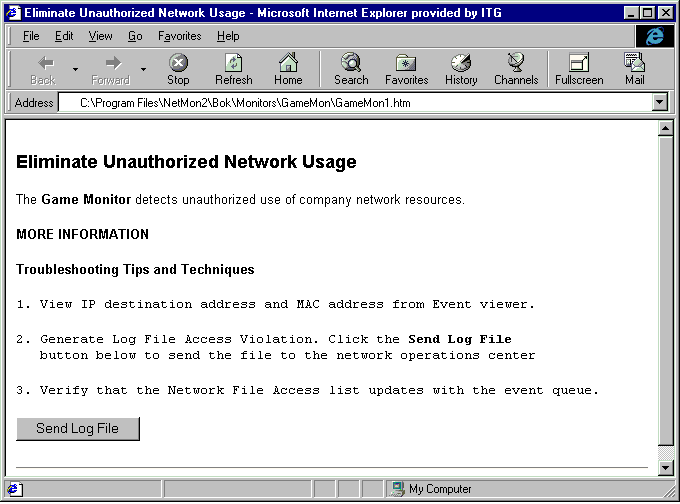 Eliminate Unauthorized Network Usage - Microsoft Internet Explorer provided by ITG
File Edit View Go Favorites Help
Back Forward Stop Refresh Home Search Favorites History Channels Fullscreen Mail
Address C:\Program Files\NetMon2\Bok\Monitors\GameMon\GameMon1.htm
Eliminate Unauthorized Network Usage
The Game Monitor detects unauthorized use of company network resources.
MORE INFORMATION
Troubleshooting Tips and Techniques
1. View IP destination address and MAC address from Event viewer.
2. Generate Log File Access Violation. Click the Send Log File
button below to send the file to the network operations center
3. Verify that the Network File Access list updates with the event queue.
Send Log File
My Computer